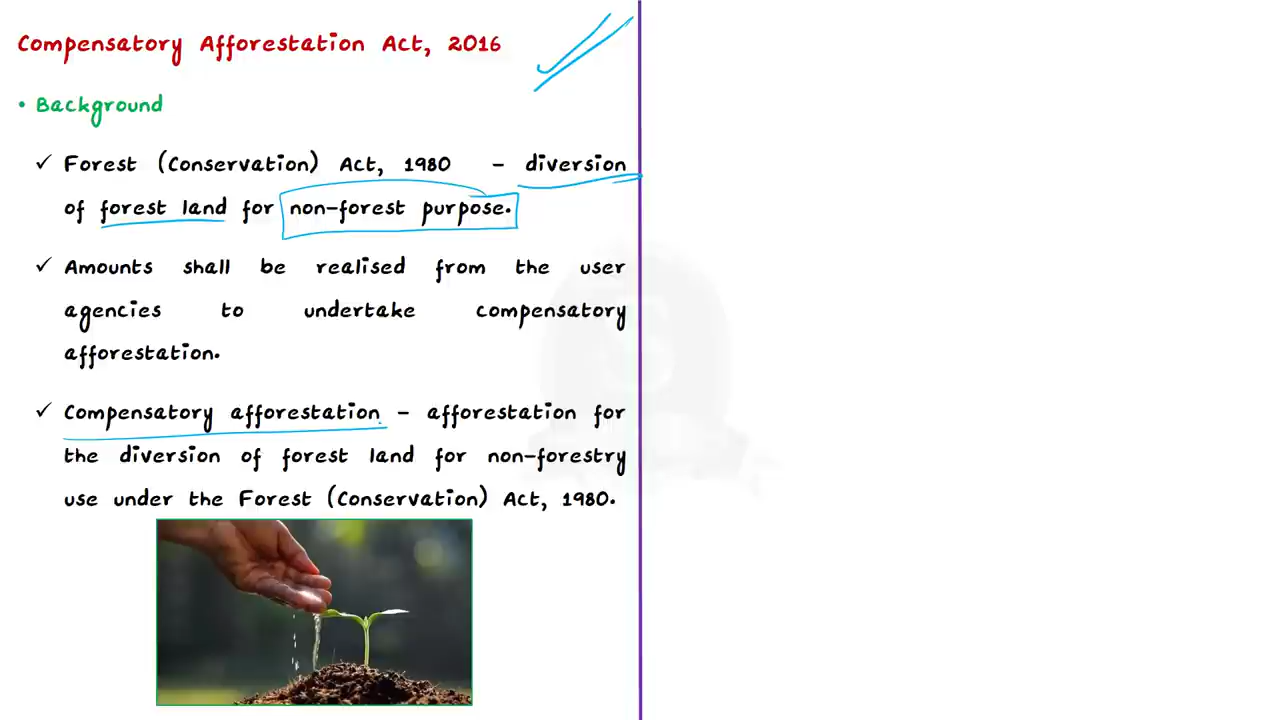 Compensatory Afforestation Act, 2016
• Background
✓ Forest (Conservation) Act, 1980 - diversion
of forest land for non-forest purpose.
✓ Amounts shall be realised from the user
agencies to undertake compensatory
afforestation.
✓ Compensatory afforestation - afforestation for
the diversion of forest land for non-forestry
use under the Forest (Conservation) Act, 1980.